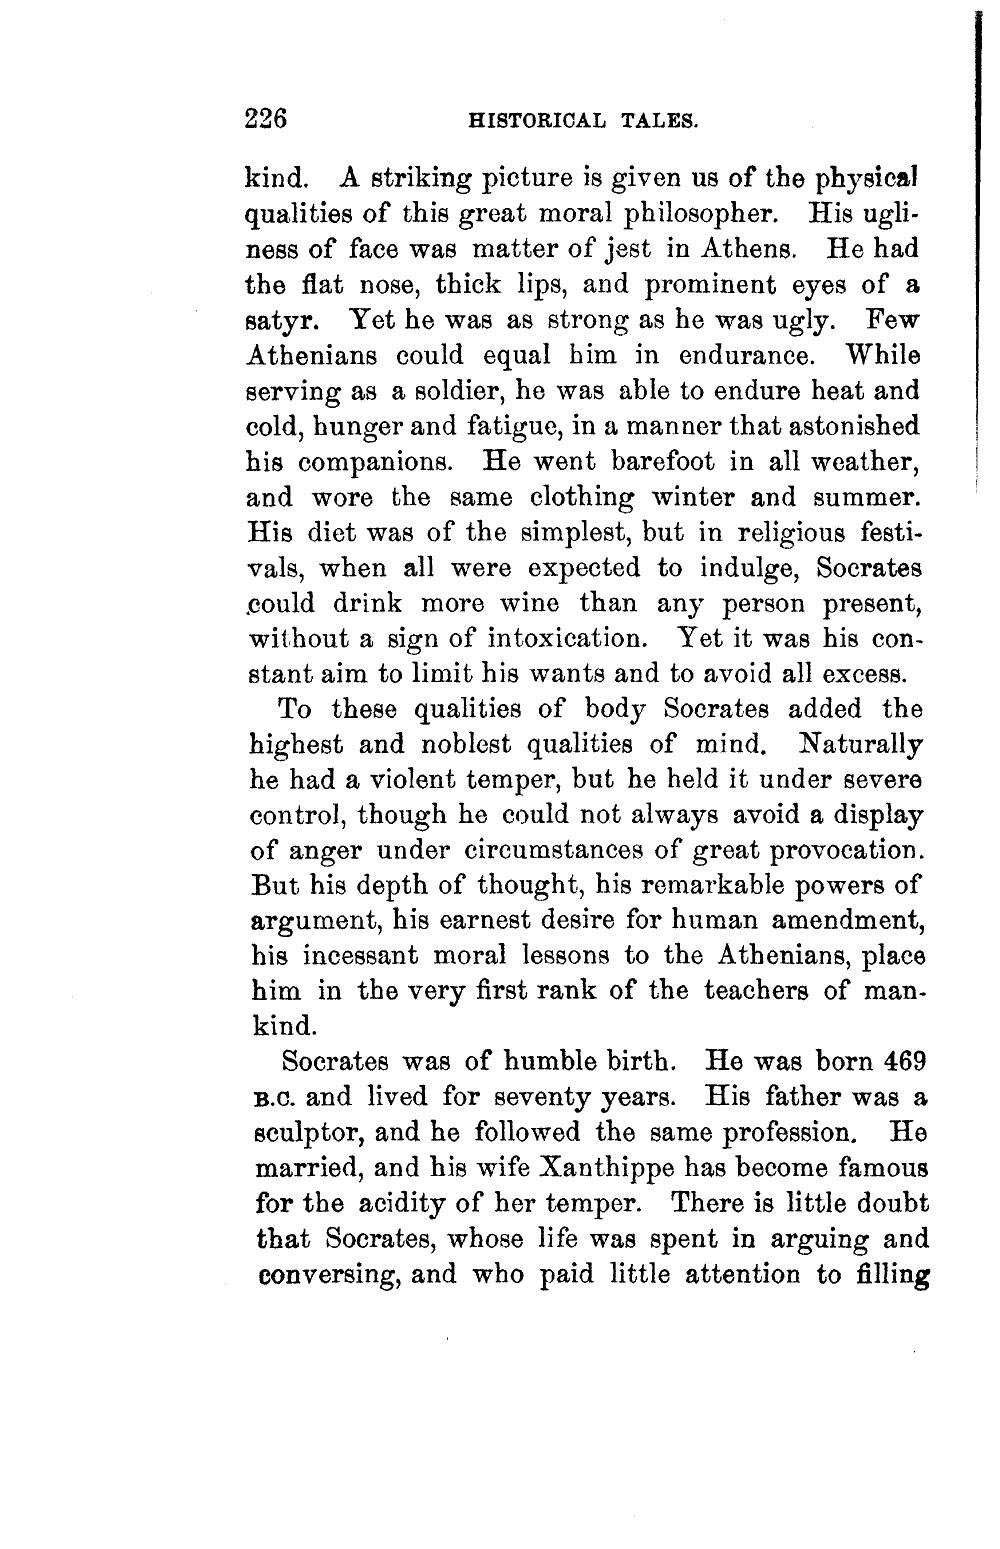 226 HISTORICAL TALES.
kind. A striking picture is given us of the physical
qualities of this great moral philosopher. His ugli-
ness of face was matter of jest in Athens. He had
the flat nose, thick lips, and prominent eyes of a
satyr. Yet he was as strong as he was ugly. Few
Athenians could equal him in endurance. While
serving as a soldier, he was able to endure heat and
cold, hunger and fatigue, in a manner that astonished
his companions. He went barefoot in all weather,
and wore the same clothing winter and summer.
His diet was of the simplest, but in religious festi-
vals, when all were expected to indulge, Socrates
could drink more wine than any person present,
without a sign of intoxication. Yet it was his con-
stant aim to limit his wants and to avoid all excess.
To these qualities of body Socrates added the
highest and noblest qualities of mind. Naturally
he had a violent temper, but he held it under severe
control, though he could not always avoid a display
of anger under circumstances of great provocation.
But his depth of thought, his remarkable powers of
argument, his earnest desire for human amendment,
his incessant moral lessons to the Athenians, place
him in the very first rank of the teachers of man-
kind.
Socrates was of humble birth. He was born 469
B.C. and lived for seventy years. His father was a
sculptor, and he followed the same profession. He
married, and his wife Xanthippe has become famous
for the acidity of her temper. There is little doubt
that Socrates, whose life was spent in arguing and
conversing, and who paid little attention to filling